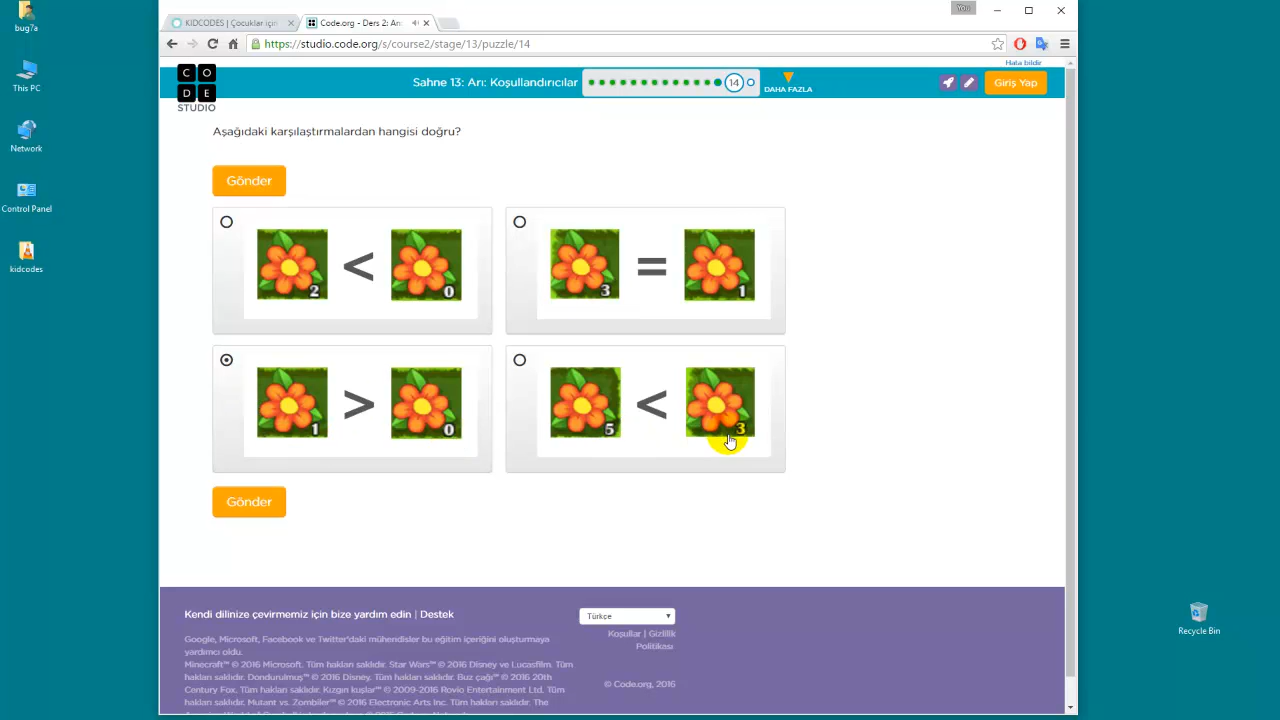 bug7a
This PC
Network
Control Panel
kidcodes
Recycle Bin
You
KIDCODES | Çocuklar için
Code.org - Ders 2: Arı:
https://studio.code.org/s/course2/stage/13/puzzle/14
Hata bildir
C O
D E
STUDIO
Sahne 13: Arı: Koşullandırıcılar
14
DAHA FAZLA
Giriş Yap
Aşağıdaki karşılaştırmalardan hangisi doğru?
Gönder
2 < 0
3 = 1
1 > 0
5 < 3
Gönder
Kendi dilinize çevirmemiz için bize yardım edin | Destek
Türkçe
Google, Microsoft, Facebook ve Twitter'daki mühendisler bu eğitim içeriğini oluşturmaya
yardımcı oldu.
Minecraft™ © 2016 Microsoft. Tüm hakları saklıdır. Star Wars™ © 2016 Disney ve Lucasfilm. Tüm
hakları saklıdır. Dondurulmuş™ © 2016 Disney. Tüm hakları saklıdır. Buz çağı™ © 2016 20th
Century Fox. Tüm hakları saklıdır. Kızgın kuşlar™ © 2009-2016 Rovio Entertainment Ltd. Tüm
hakları saklıdır. Mutant vs. Zombiler™ © 2016 Electronic Arts Inc. Tüm hakları saklıdır. The
Koşullar | Gizlilik
Politikası
© Code.org, 2016